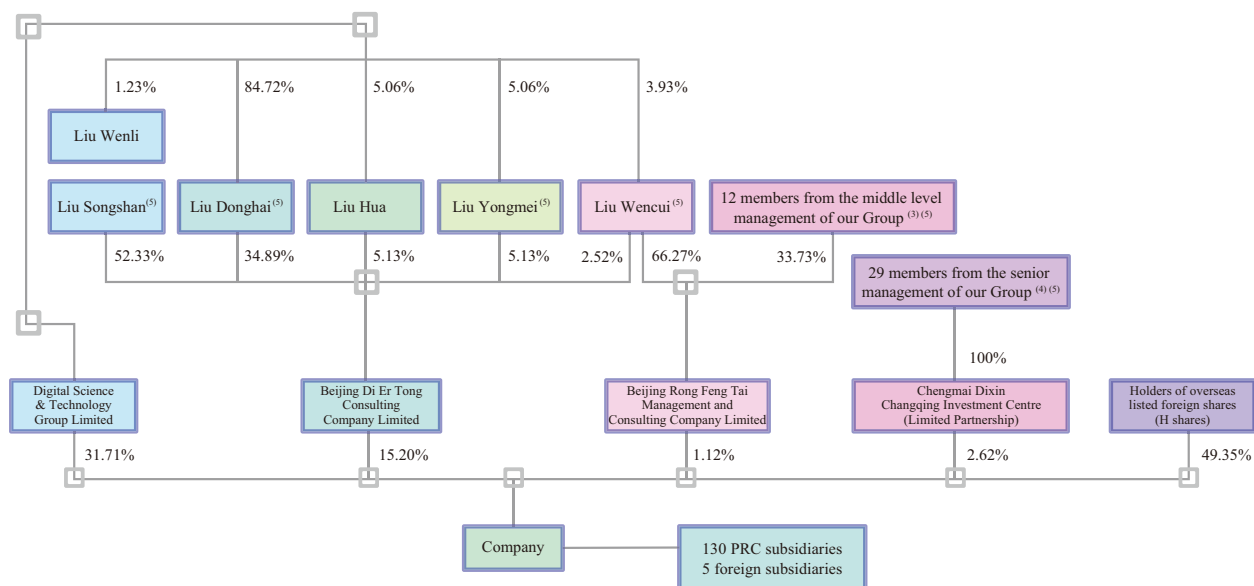 1.23%
84.72%
5.06%
5.06%
3.93%
Liu Wenli
Liu Songshan (5)
Liu Donghai (5)
Liu Hua
Liu Yongmei (5)
Liu Wencui (5)
12 members from the middle level
management of our Group (3) (5)
52.33%
34.89%
5.13%
5.13%
2.52%
66.27%
33.73%
29 members from the senior
management of our Group (4) (5)
100%
Digital Science
& Technology
Group Limited
Beijing Di Er Tong
Consulting
Company Limited
Beijing Rong Feng Tai
Management and
Consulting Company Limited
Chengmai Dixin
Changqing Investment Centre
(Limited Partnership)
Holders of overseas
listed foreign shares
(H shares)
31.71%
15.20%
1.12%
2.62%
49.35%
Company
130 PRC subsidiaries
5 foreign subsidiaries